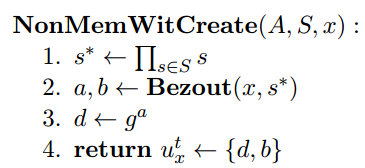 NonMemWitCreate(A, S, x) :
1. s* ← ∏_{s∈S} s
2. a, b ← Bezout(x, s*)
3. d ← g^a
4. return u_x^t ← {d, b}